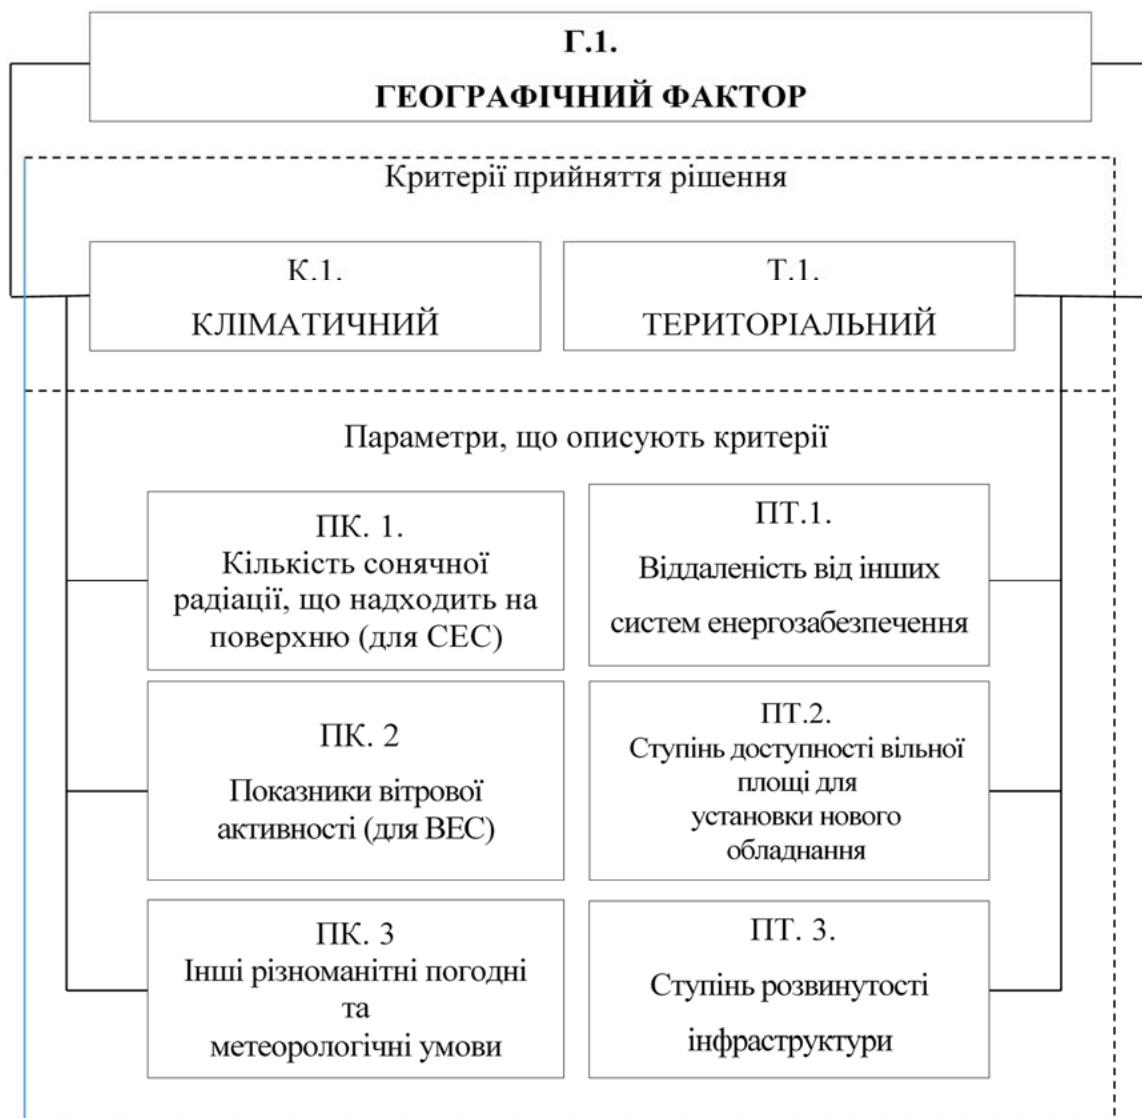 Г.1.
ГЕОГРАФІЧНИЙ ФАКТОР
Критерії прийняття рішення
К.1.
КЛІМАТИЧНИЙ
Т.1.
ТЕРИТОРІАЛЬНИЙ
Параметри, що описують критерії
ПК. 1.
Кількість сонячної
радіації, що надходить на
поверхню (для СЕС)
ПТ.1.
Віддаленість від інших
систем енергозабезпечення
ПК. 2
Показники вітрової
активності (для ВЕС)
ПТ.2.
Ступінь доступності вільної
площі для
установки нового
обладнання
ПК. 3
Інші різноманітні погодні
та
метеорологічні умови
ПТ. 3.
Ступінь розвинутості
інфраструктури